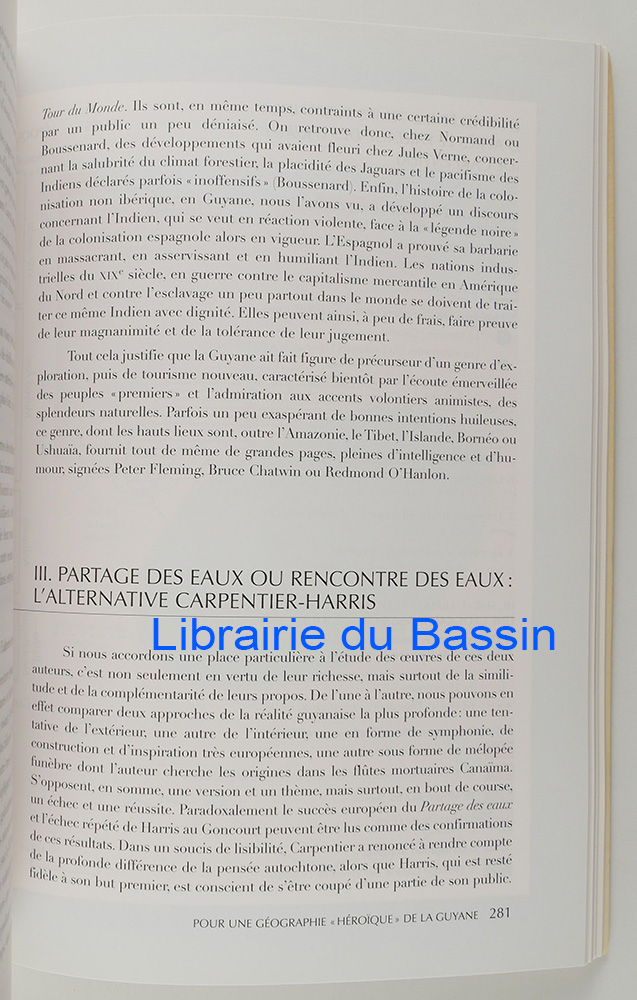 Tour du Monde. Ils sont, en même temps, contraints à une certaine crédibilité
par un public un peu déniaisé. On retrouve donc, chez Normand ou
Boussenard, des développements qui avaient fleuri chez Jules Verne, concer-
nant la salubrité du climat forestier, la placidité des Jaguars et le pacifisme des
Indiens déclarés parfois « inoffensifs » (Boussenard). Enfin, l'histoire de la colo-
nisation non ibérique, en Guyane, nous l'avons vu, a développé un discours
concernant l'Indien, qui se veut en réaction violente, face à la « légende noire »
de la colonisation espagnole alors en vigueur. L'Espagnol a prouvé sa barbarie
en massacrant, en asservissant et en humiliant l'Indien. Les nations indus-
trielles du XIXe siècle, en guerre contre le capitalisme mercantile en Amérique
du Nord et contre l'esclavage un peu partout dans le monde se doivent de trai-
ter ce même Indien avec dignité. Elles peuvent ainsi, à peu de frais, faire preuve
de leur magnanimité et de la tolérance de leur jugement.
Tout cela justifie que la Guyane ait fait figure de précurseur d'un genre d'ex-
ploration, puis de tourisme nouveau, caractérisé bientôt par l'écoute émerveillée
des peuples « premiers » et l'admiration aux accents volontiers animistes, des
splendeurs naturelles. Parfois un peu exaspérant de bonnes intentions huileuses,
ce genre, dont les hauts lieux sont, outre l'Amazonie, le Tibet, l'Islande, Bornéo ou
Ushuaïa, fournit tout de même de grandes pages, pleines d'intelligence et d'hu-
mour, signées Peter Fleming, Bruce Chatwin ou Redmond O'Hanlon.
III. PARTAGE DES EAUX OU RENCONTRE DES EAUX :
L'ALTERNATIVE CARPENTIER-HARRIS
Librairie du Bassin
Si nous accordons une place particulière à l'étude des œuvres de ces deux
auteurs, c'est non seulement en vertu de leur richesse, mais surtout de la simili-
tude et de la complémentarité de leurs propos. De l'une à l'autre, nous pouvons en
effet comparer deux approches de la réalité guyanaise la plus profonde : une ten-
tative de l'extérieur, une autre de l'intérieur, une en forme de symphonie, de
construction et d'inspiration très européennes, une autre sous forme de mélopée
funèbre dont l'auteur cherche les origines dans les flûtes mortuaires Canaïma.
S'opposent, en somme, une version et un thème, mais surtout, en bout de course,
un échec et une réussite. Paradoxalement le succès européen du Partage des eaux
et l'échec répété de Harris au Goncourt peuvent être lus comme des confirmations
de ces résultats. Dans un soucis de lisibilité, Carpentier a renoncé à rendre compte
de la profonde différence de la pensée autochtone, alors que Harris, qui est resté
fidèle à son but premier, est conscient de s'être coupé d'une partie de son public.
POUR UNE GÉOGRAPHIE « HÉROÏQUE » DE LA GUYANE 281